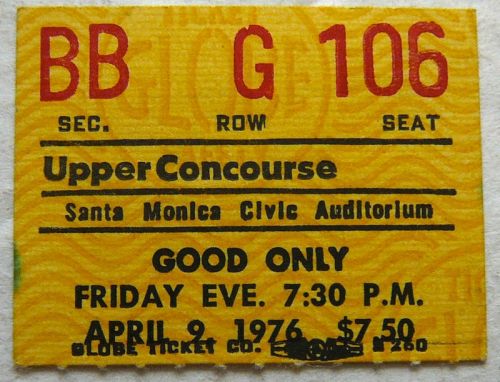 BB G 106
SEC. ROW SEAT
Upper Concourse
Santa Monica Civic Auditorium
GOOD ONLY
FRIDAY EVE. 7:30 P.M.
APRIL 9 1976 $7.50
GLOBE TICKET CO. 260